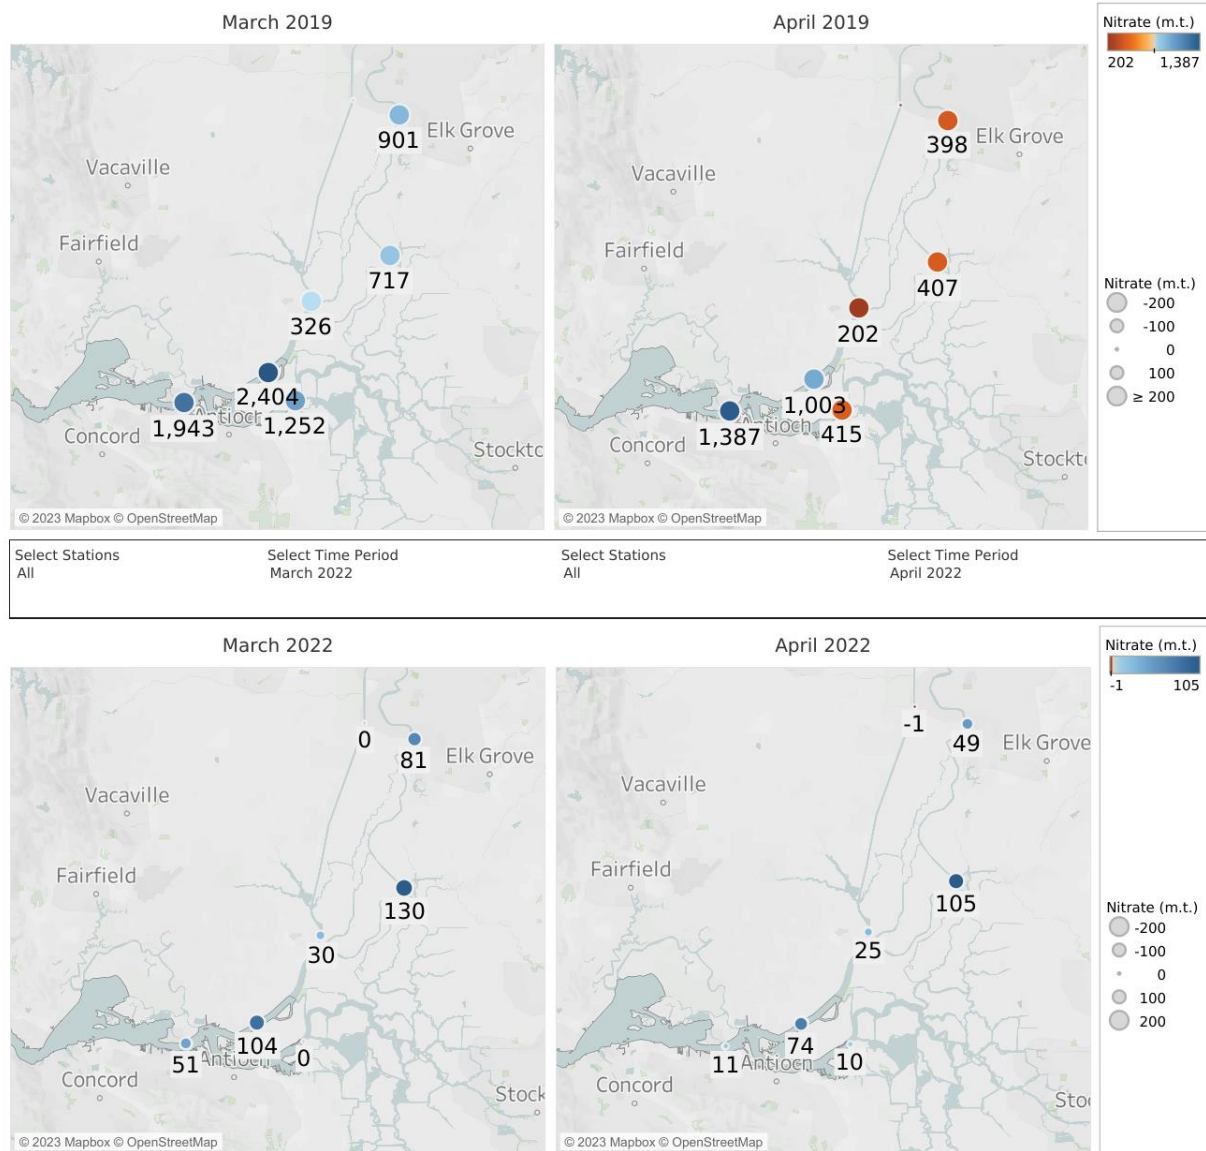 March 2019
April 2019
Nitrate (m.t.)
202 1,387
901
Elk Grove
Vacaville
Fairfield
717
326
2,404
1,943
Antioch
1,252
Concord
Stockto
© 2023 Mapbox © OpenStreetMap
398
Elk Grove
Vacaville
Fairfield
407
202
1,003
1,387
Antioch
415
Concord
Stockt
© 2023 Mapbox © OpenStreetMap
Nitrate (m.t.)
-200
-100
0
100
≥ 200
Select Stations
All
Select Time Period
March 2022
Select Stations
All
Select Time Period
April 2022
March 2022
April 2022
Nitrate (m.t.)
-1 105
0
81
Elk Grove
Vacaville
Fairfield
130
30
104
51
Antioch
0
Concord
Stock
© 2023 Mapbox © OpenStreetMap
-1
49
Elk Grove
Vacaville
Fairfield
105
25
74
11
Antioch
10
Concord
Sto
© 2023 Mapbox © OpenStreetMap
Nitrate (m.t.)
-200
-100
0
100
200